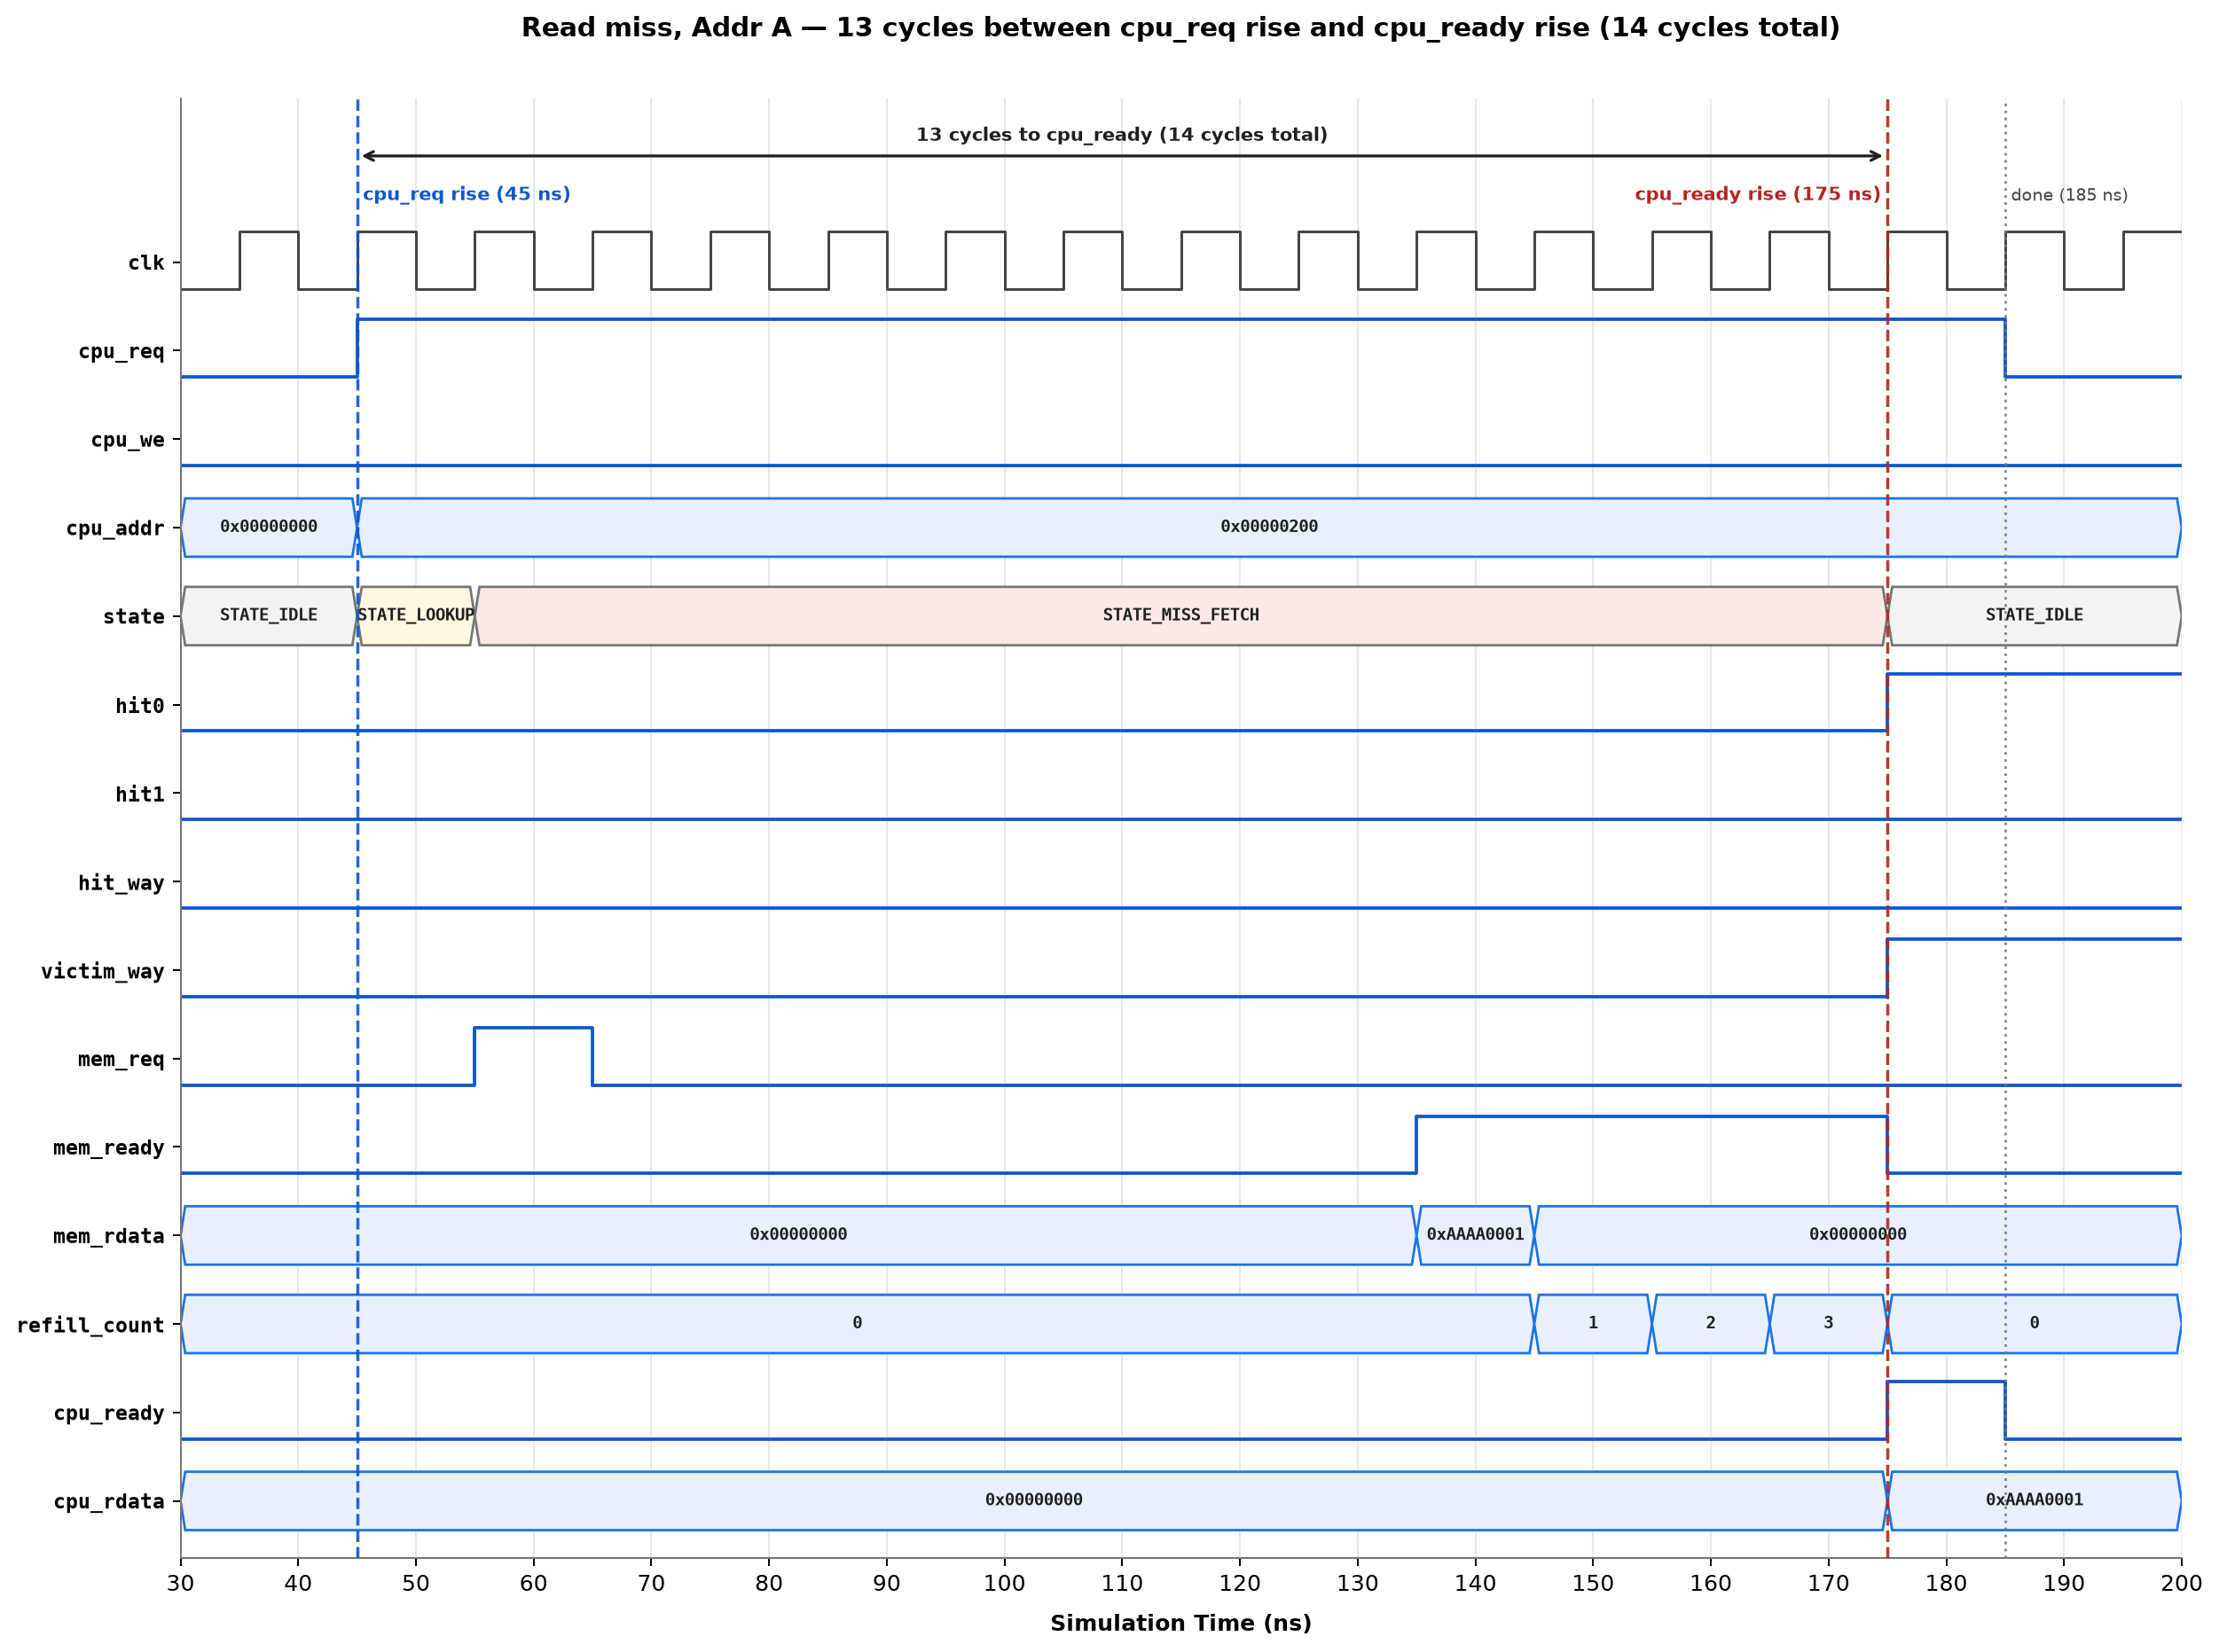 Read miss, Addr A — 13 cycles between cpu_req rise and cpu_ready rise (14 cycles total)
13 cycles to cpu_ready (14 cycles total)
cpu_req rise (45 ns) cpu_ready rise (175 ns) done (185 ns)
clk
cpu_req
cpu_we
cpu_addr 0x00000000 0x00000200
state STATE_IDLE STATE_LOOKUP STATE_MISS_FETCH STATE_IDLE
hit0
hit1
hit_way
victim_way
mem_req
mem_ready
mem_rdata 0x00000000 0xAAAA0001 0x00000000
refill_count 0 1 2 3 0
cpu_ready
cpu_rdata 0x00000000 0xAAAA0001
30 40 50 60 70 80 90 100 110 120 130 140 150 160 170 180 190 200
Simulation Time (ns)